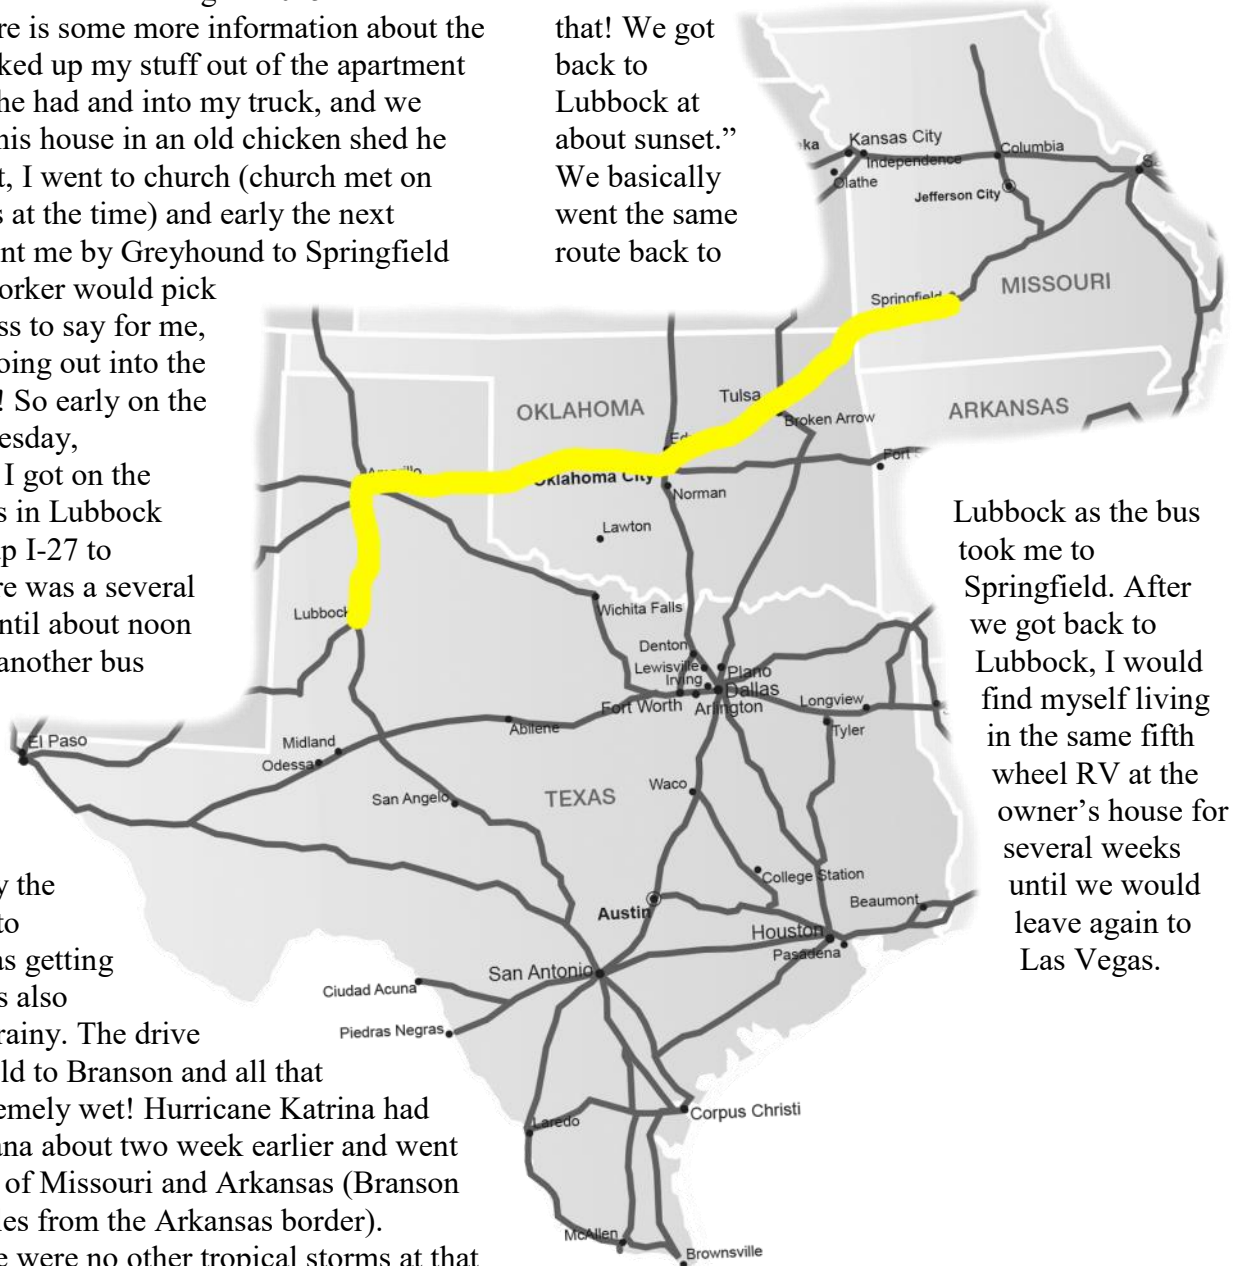 re is some more information about the
ked up my stuff out of the apartment
he had and into my truck, and we
his house in an old chicken shed he
t, I went to church (church met on
s at the time) and early the next
nt me by Greyhound to Springfield
orker would pick
ss to say for me,
oing out into the
! So early on the
esday,
I got on the
s in Lubbock
up I-27 to
re was a several
ntil about noon
another bus
y the
to
as getting
s also
rainy. The drive
ld to Branson and all that
emely wet! Hurricane Katrina had
ana about two week earlier and went
of Missouri and Arkansas (Branson
les from the Arkansas border).
e were no other tropical storms at that
that! We got
back to
Lubbock at
about sunset.”
We basically
went the same
route back to
Lubbock as the bus
took me to
Springfield. After
we got back to
Lubbock, I would
find myself living
in the same fifth
wheel RV at the
owner’s house for
several weeks
until we would
leave again to
Las Vegas.
Kansas City
Columbia
Independence
Olathe
Jefferson City
MISSOURI
Springfield
Tulsa
OKLAHOMA
ARKANSAS
Broken Arrow
Amarillo
Oklahoma City
Norman
Lawton
Wichita Falls
Lubbock
Denton
Lewisville
Plano
Irving
Dallas
Fort Worth
Arlington
Longview
Abilene
Tyler
El Paso
Midland
Odessa
Waco
San Angelo
TEXAS
College Station
Beaumont
Austin
Houston
Pasadena
San Antonio
Ciudad Acuna
Piedras Negras
Corpus Christi
Laredo
McAllen
Brownsville